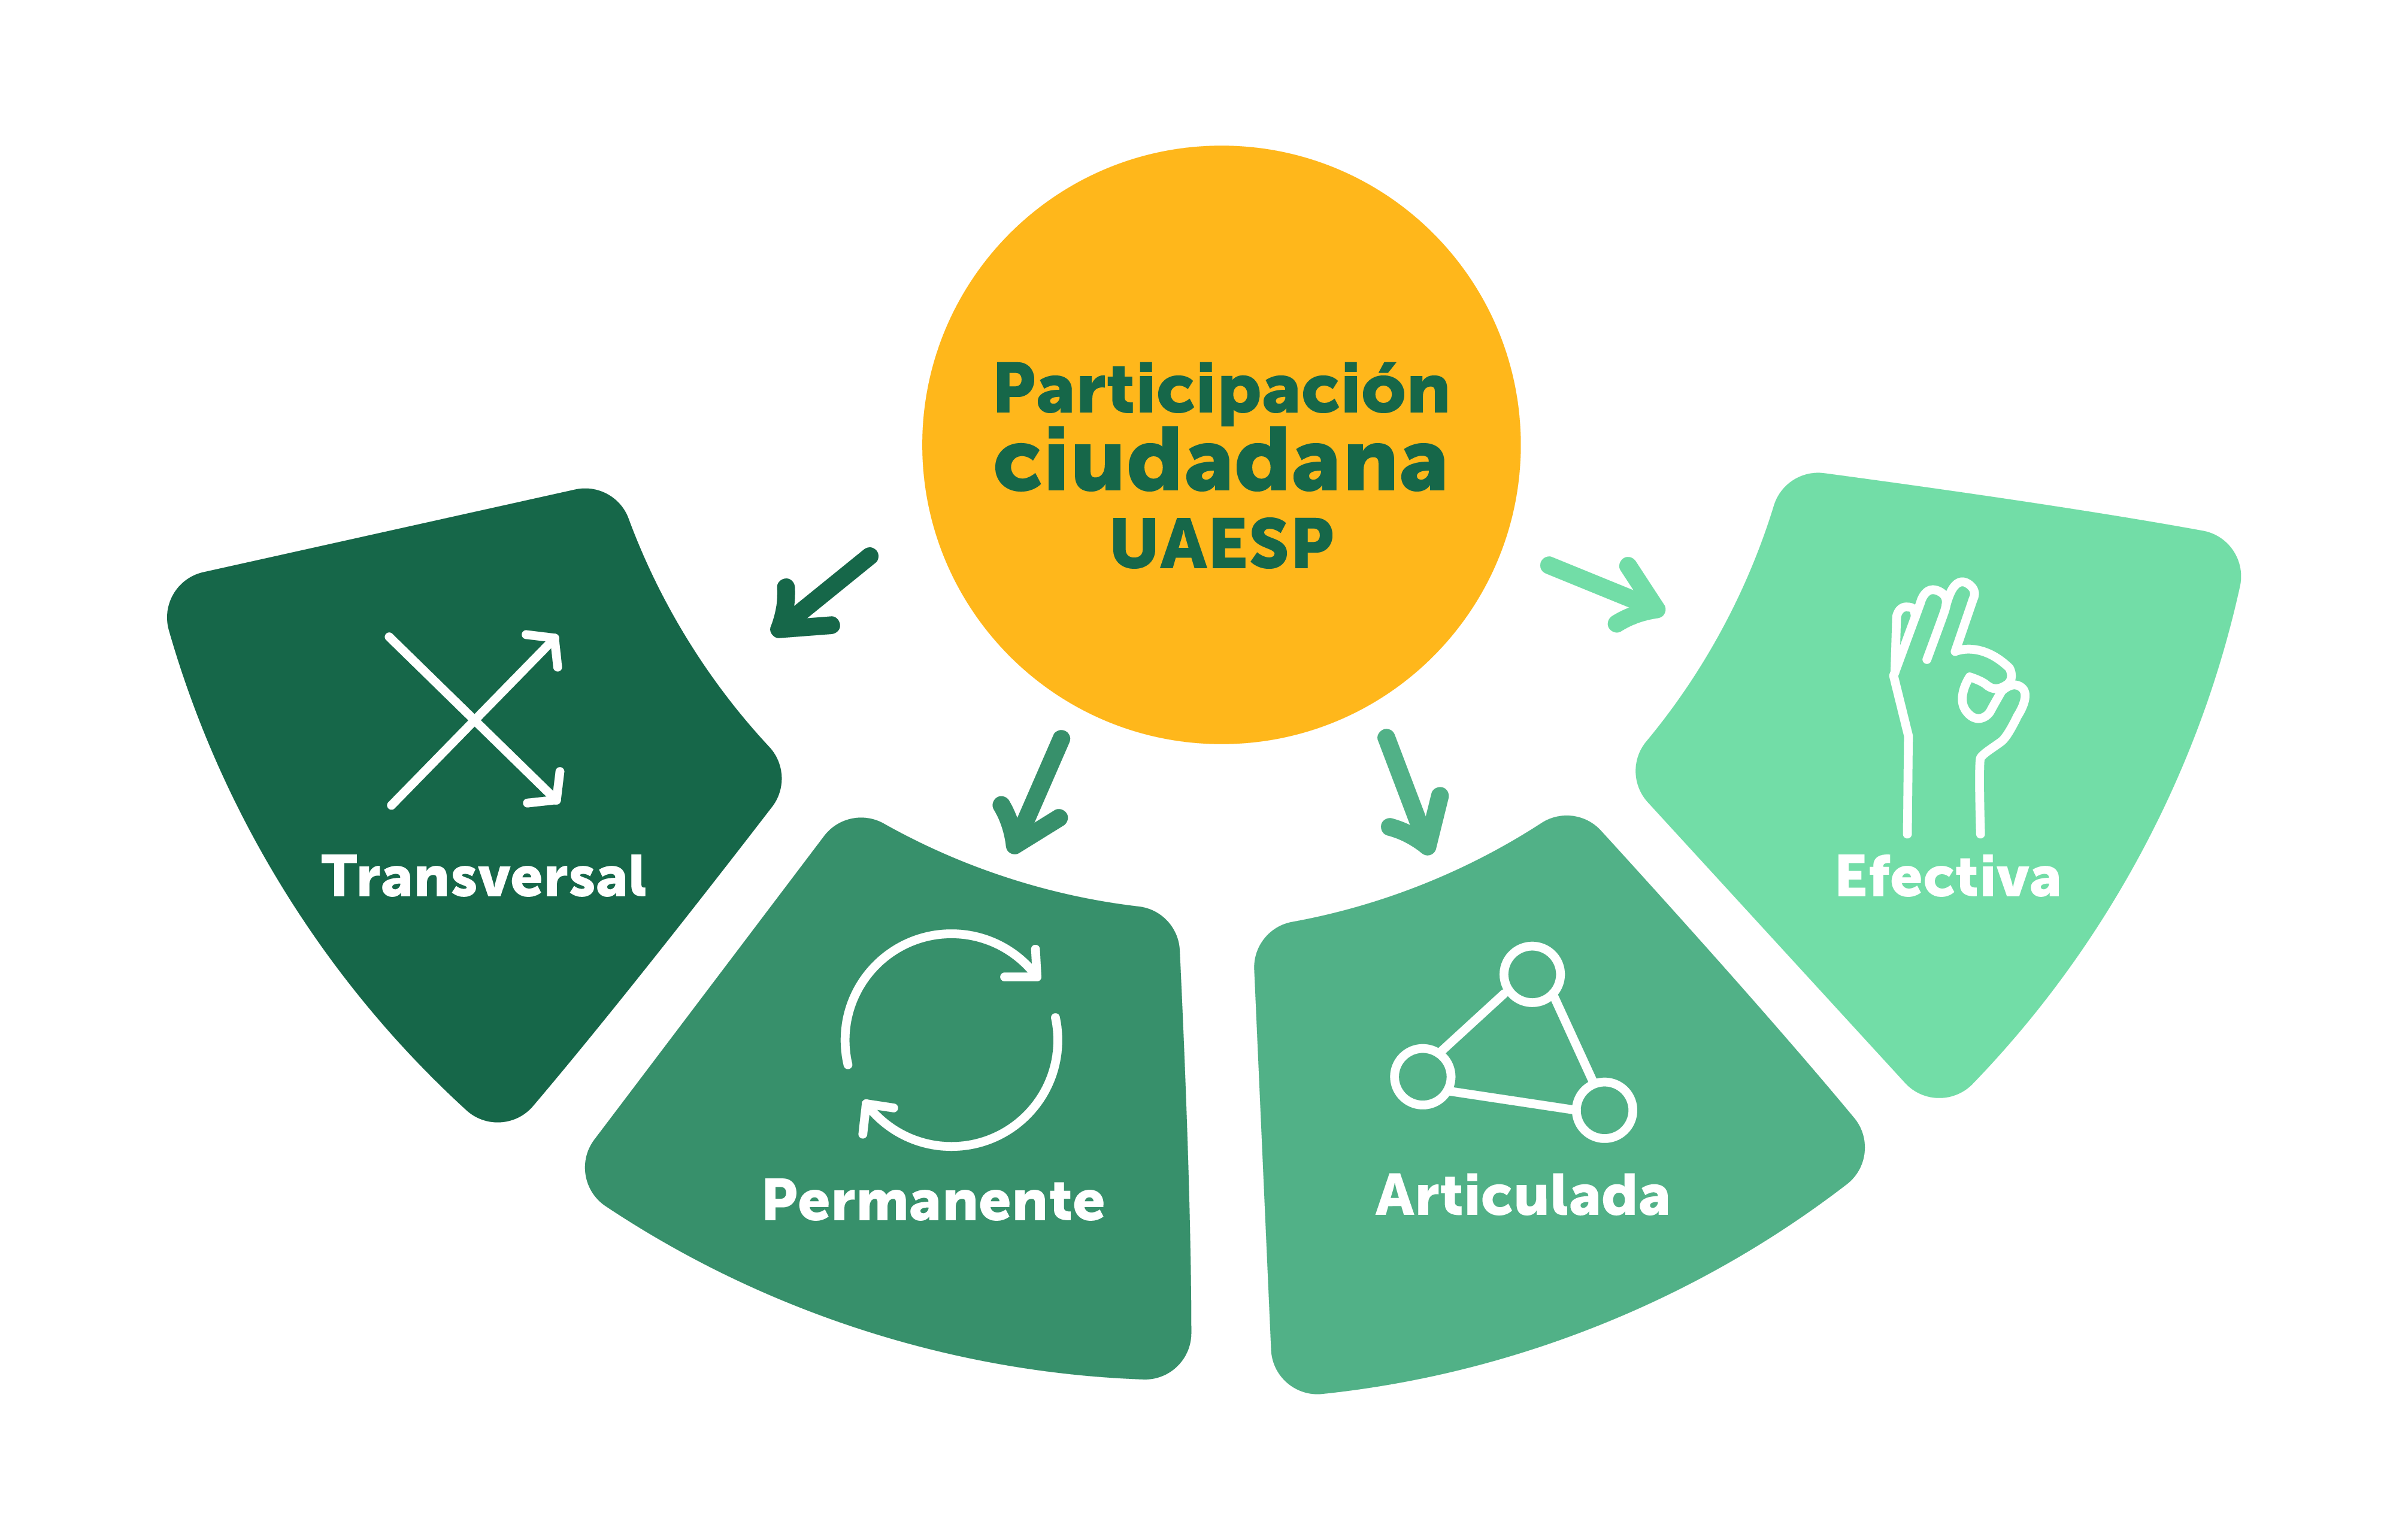 Participación
ciudadana
UAESP
Transversal
Permanente
Articulada
Efectiva